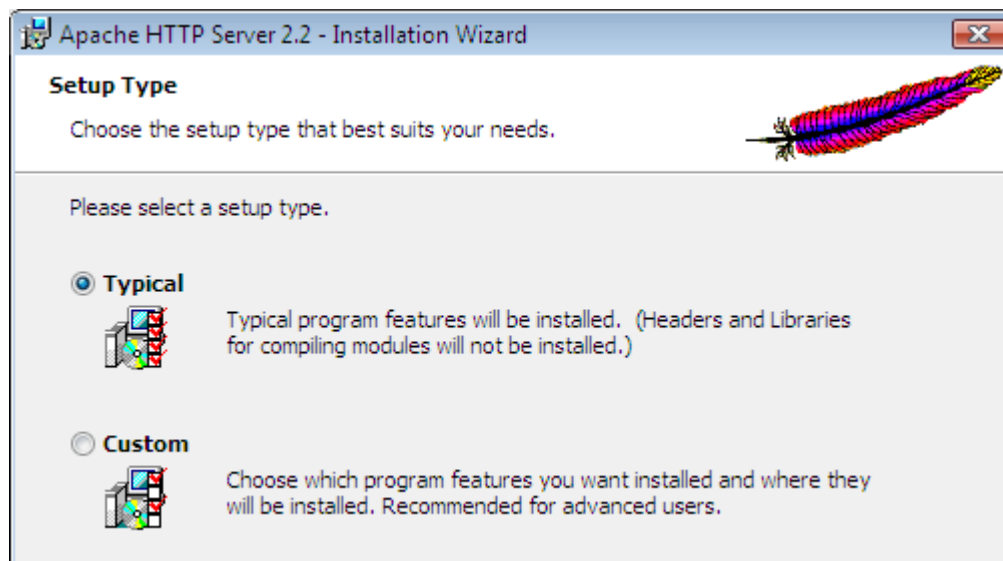 Apache HTTP Server 2.2 - Installation Wizard
Setup Type
Choose the setup type that best suits your needs.
Please select a setup type.
Typical
Typical program features will be installed.  (Headers and Libraries
for compiling modules will not be installed.)
Custom
Choose which program features you want installed and where they
will be installed. Recommended for advanced users.